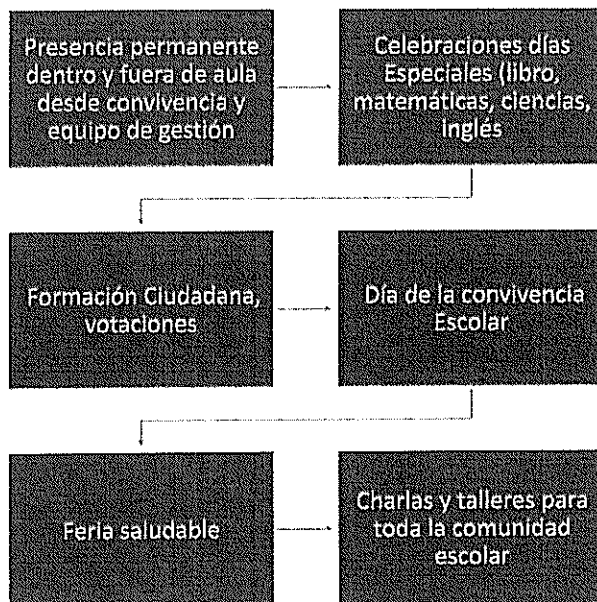 Presencia permanente
dentro y fuera de aula
desde convivencia y
equipo de gestión
Celebraciones días
Especiales (libro,
matemáticas, ciencias,
inglés
Formación Ciudadana,
votaciones
Día de la convivencia
Escolar
Feria saludable
Charlas y talleres para
toda la comunidad
escolar